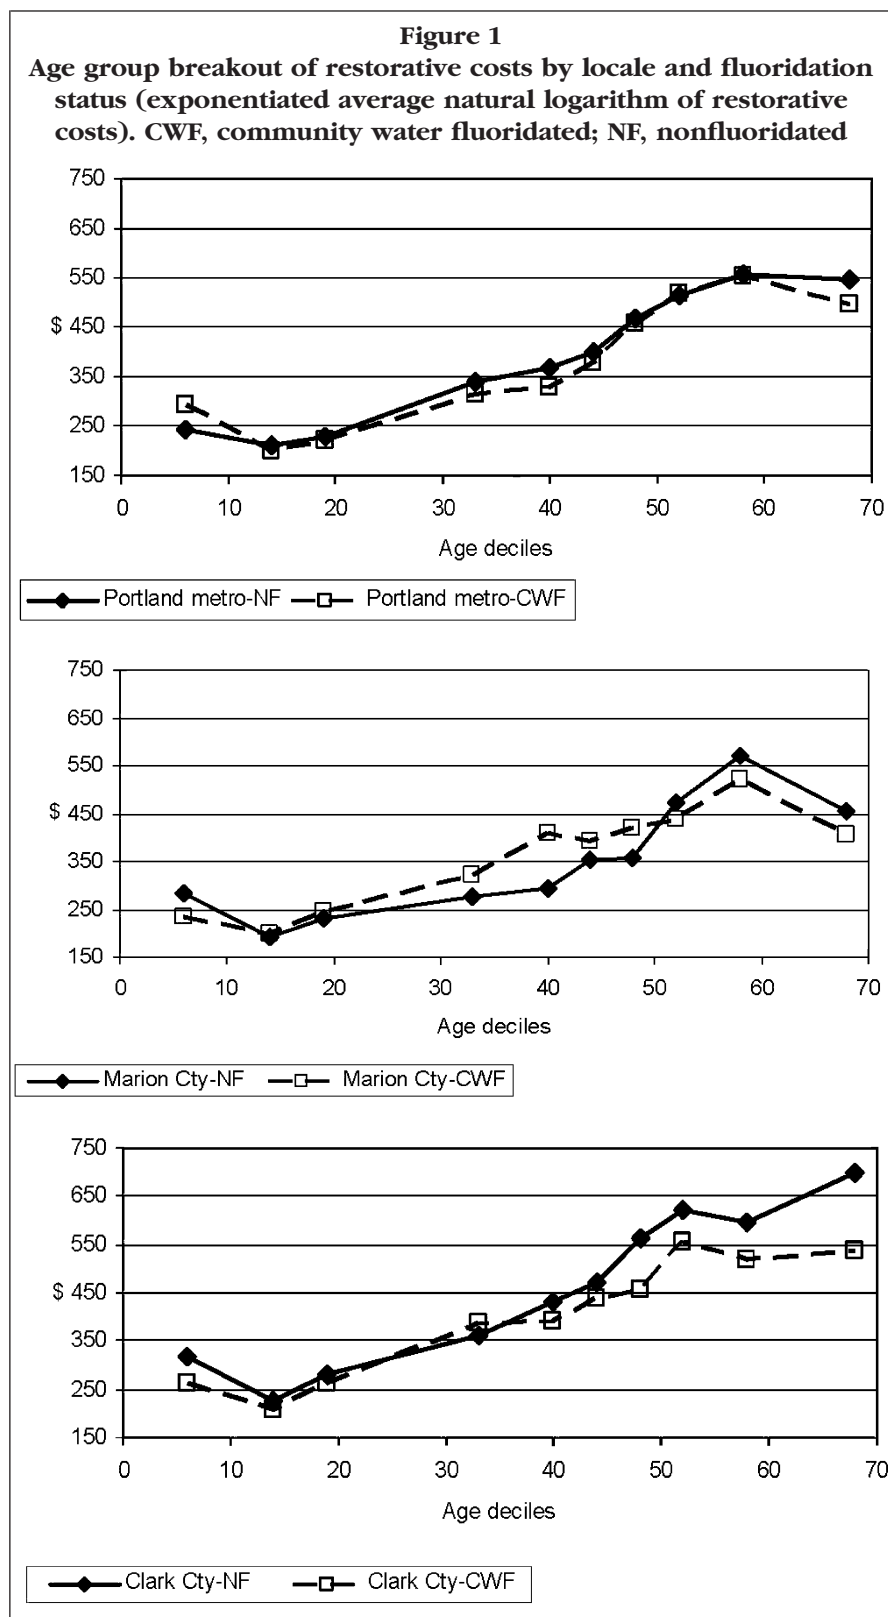 Figure 1
Age group breakout of restorative costs by locale and fluoridation
status (exponentiated average natural logarithm of restorative
costs). CWF, community water fluoridated; NF, nonfluoridated
750
650
550
$ 450
350
250
150
0 10 20 30 40 50 60 70
Age deciles
Portland metro-NF Portland metro-CWF
750
650
550
$ 450
350
250
150
0 10 20 30 40 50 60 70
Age deciles
Marion Cty-NF Marion Cty-CWF
750
650
550
$ 450
350
250
150
0 10 20 30 40 50 60 70
Age deciles
Clark Cty-NF Clark Cty-CWF